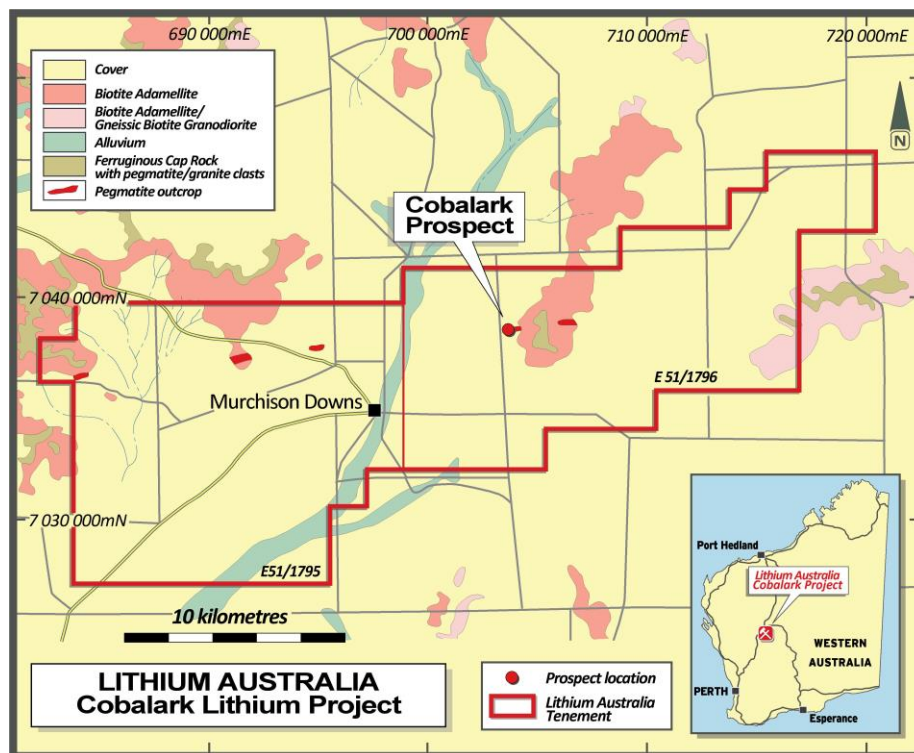 690 000mE
700 000mE
710 000mE
720 000mE
Cover
Biotite Adamellite
Biotite Adamellite/
Gneissic Biotite Granodiorite
Alluvium
Ferruginous Cap Rock
with pegmatite/granite clasts
Pegmatite outcrop
N
Cobalark
Prospect
7 040 000mN
E 51/1796
Murchison Downs
7 030 000mN
E51/1795
10 kilometres
Port Hedland
Lithium Australia
Cobalark Project
WESTERN
AUSTRALIA
PERTH
Esperance
LITHIUM AUSTRALIA
Cobalark Lithium Project
Prospect location
Lithium Australia
Tenement